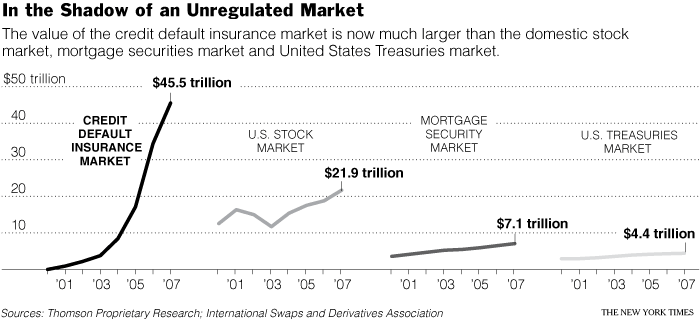 In the Shadow of an Unregulated Market
The value of the credit default insurance market is now much larger than the domestic stock
market, mortgage securities market and United States Treasuries market.
$50 trillion
40
30
20
10
$45.5 trillion
CREDIT
DEFAULT
INSURANCE
MARKET
'01 '03 '05 '07
U.S. STOCK
MARKET
$21.9 trillion
'01 '03 '05 '07
MORTGAGE
SECURITY
MARKET
$7.1 trillion
'01 '03 '05 '07
U.S. TREASURIES
MARKET
$4.4 trillion
'01 '03 '05 '07
Sources: Thomson Proprietary Research; International Swaps and Derivatives Association
THE NEW YORK TIMES